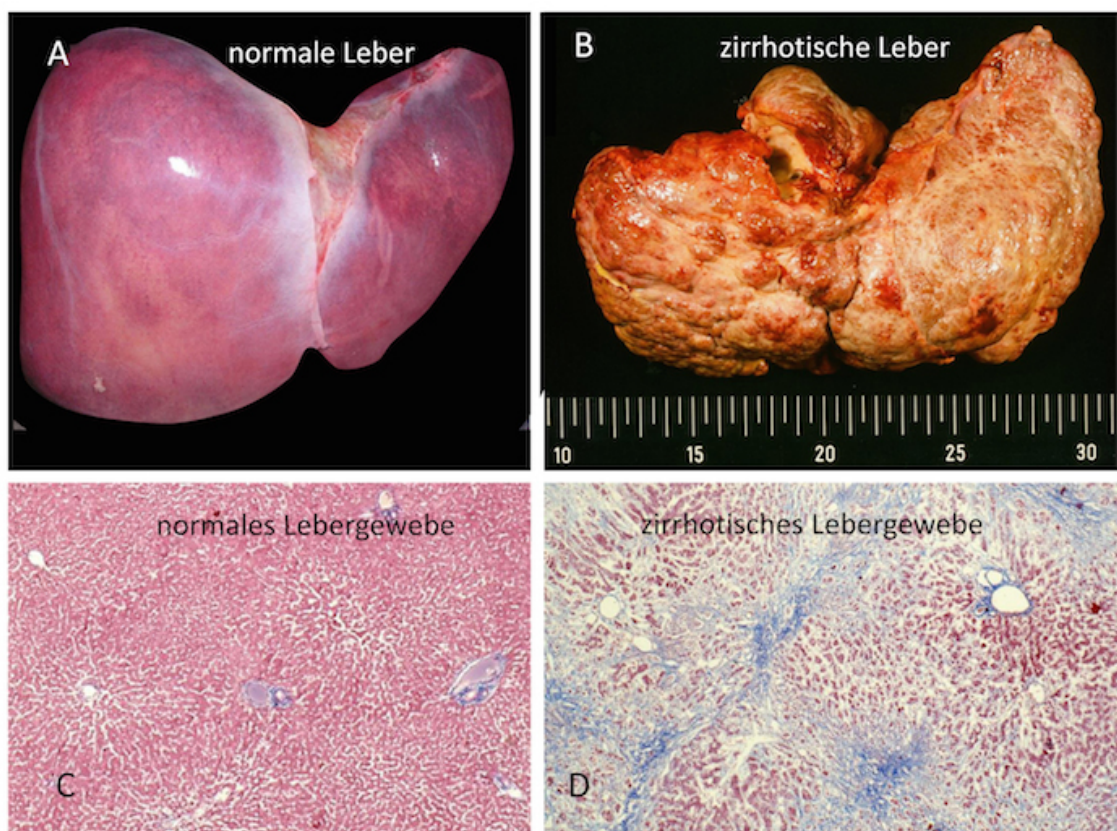 A
normale Leber
B
zirrhotische Leber
10 15 20 25 30
normales Lebergewebe
zirrhotisches Lebergewebe
C
D